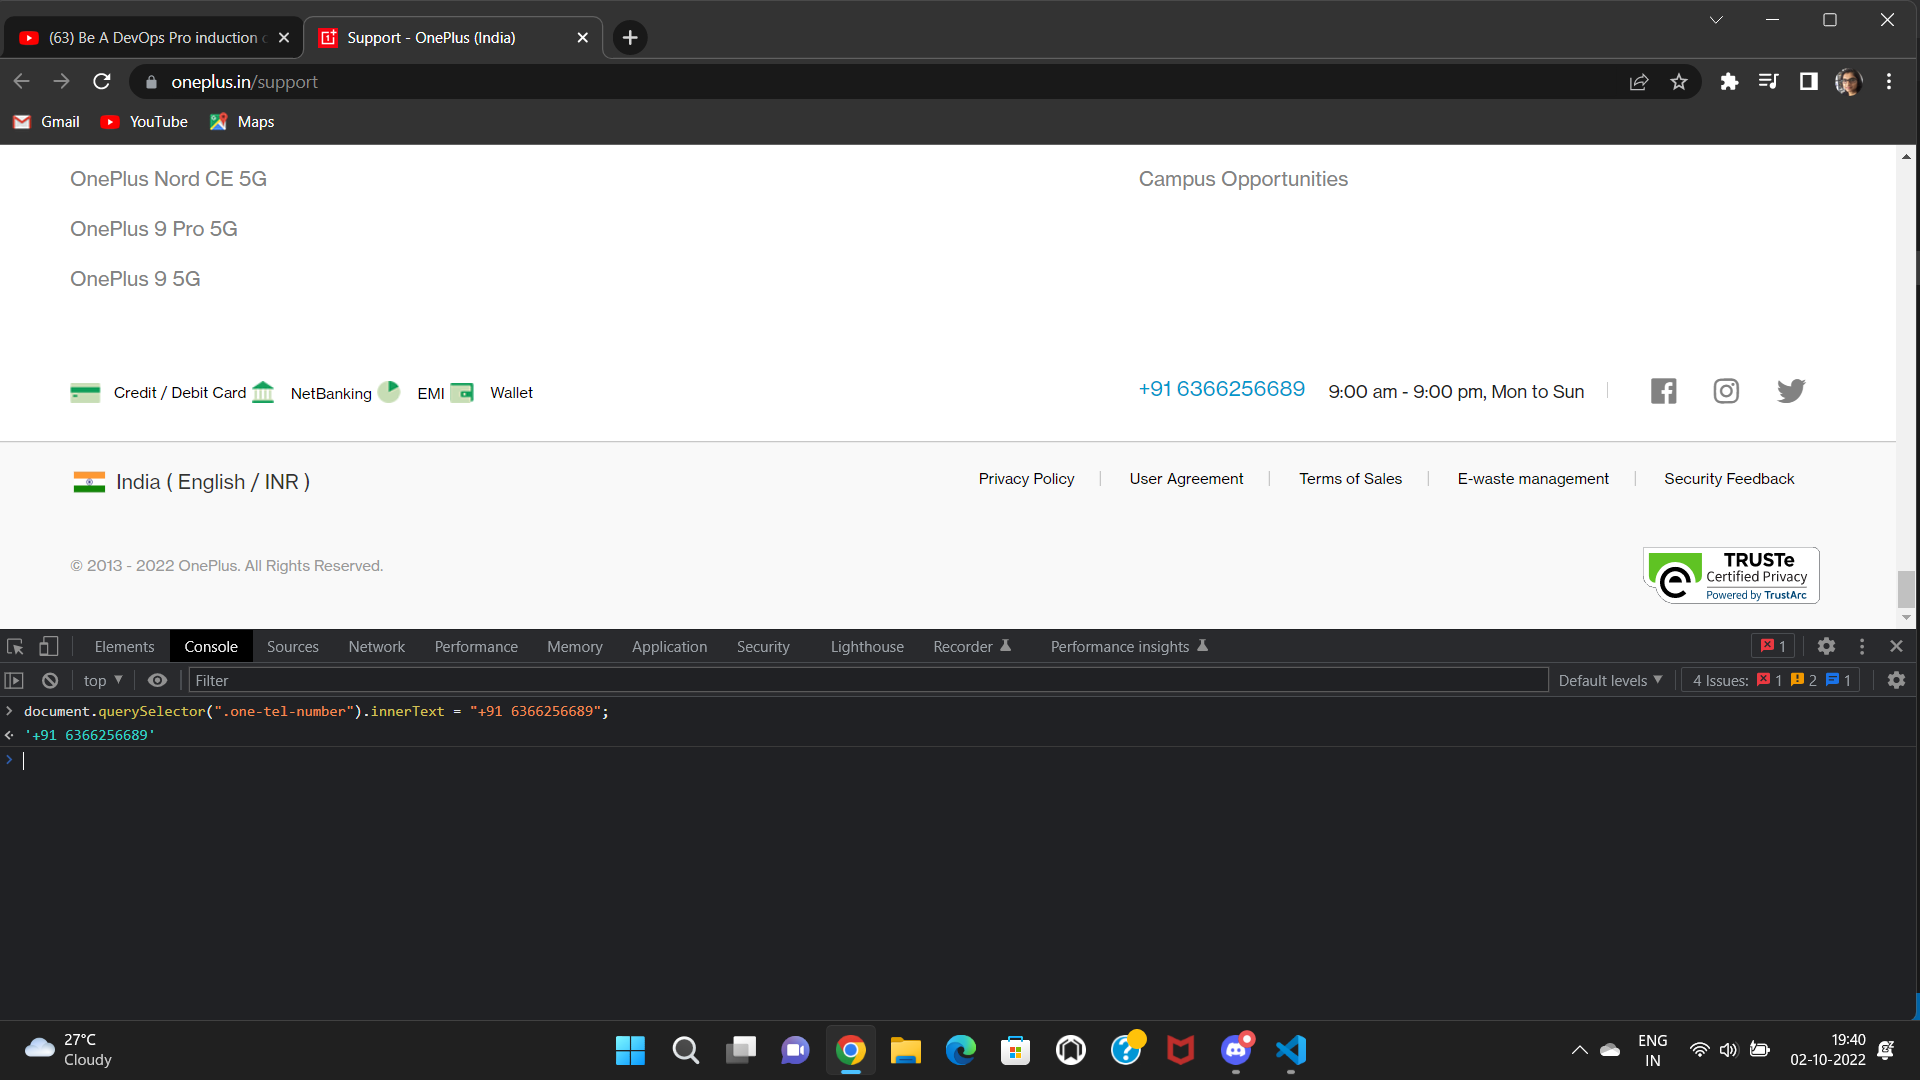 (63) Be A DevOps Pro induction
Support - OnePlus (India)
oneplus.in/support
Gmail
YouTube
Maps
OnePlus Nord CE 5G
Campus Opportunities
OnePlus 9 Pro 5G
OnePlus 9 5G
Credit / Debit Card
NetBanking
EMI
Wallet
+91 6366256689
9:00 am - 9:00 pm, Mon to Sun
India ( English / INR )
Privacy Policy
User Agreement
Terms of Sales
E-waste management
Security Feedback
© 2013 - 2022 OnePlus. All Rights Reserved.
TRUSTe
Certified Privacy
Powered by TrustArc
Elements
Console
Sources
Network
Performance
Memory
Application
Security
Lighthouse
Recorder
Performance insights
1
top
Filter
Default levels
4 Issues: 1 2 1
document.querySelector(".one-tel-number").innerText = "+91 6366256689";
'+91 6366256689'
27°C
Cloudy
ENG
IN
19:40
02-10-2022